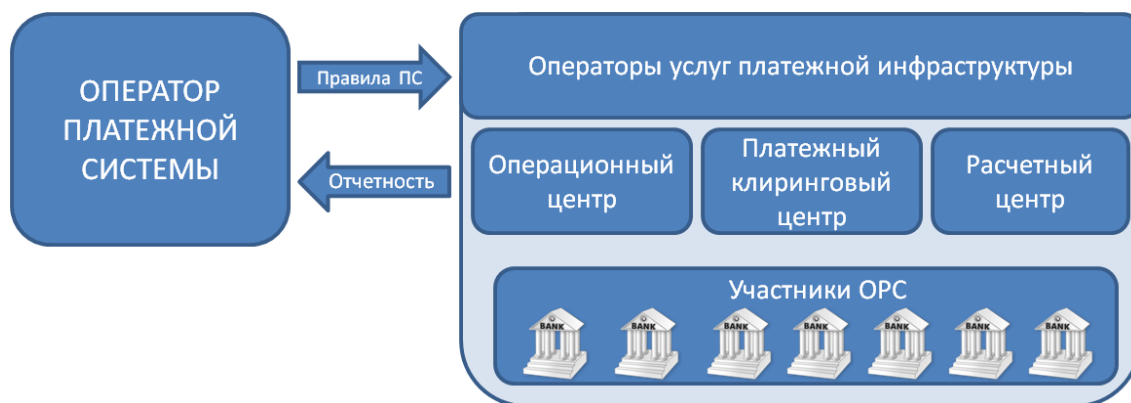 ОПЕРАТОР
ПЛАТЕЖНОЙ
СИСТЕМЫ
Правила ПС
Отчетность
Операторы услуг платежной инфраструктуры
Операционный
центр
Платежный
клиринговый
центр
Расчетный
центр
Участники ОРС
BANK
BANK
BANK
BANK
BANK
BANK
BANK